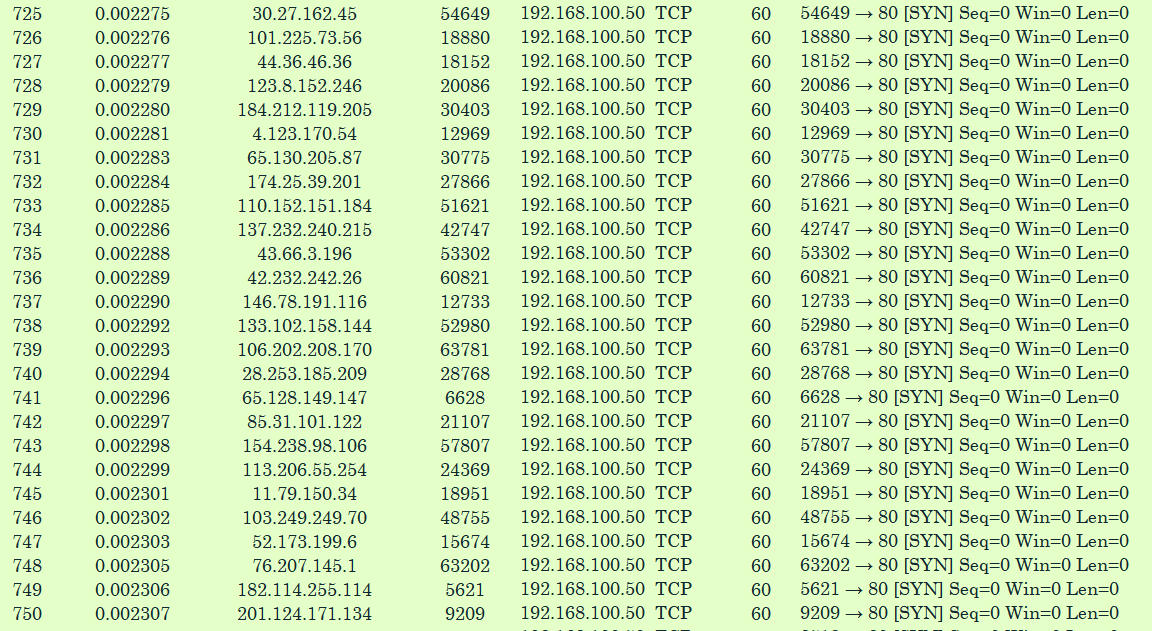 725 0.002275 30.27.162.45 54649 192.168.100.50 TCP 60 54649 → 80 [SYN] Seq=0 Win=0 Len=0
726 0.002276 101.225.73.56 18880 192.168.100.50 TCP 60 18880 → 80 [SYN] Seq=0 Win=0 Len=0
727 0.002277 44.36.46.36 18152 192.168.100.50 TCP 60 18152 → 80 [SYN] Seq=0 Win=0 Len=0
728 0.002279 123.8.152.246 20086 192.168.100.50 TCP 60 20086 → 80 [SYN] Seq=0 Win=0 Len=0
729 0.002280 184.212.119.205 30403 192.168.100.50 TCP 60 30403 → 80 [SYN] Seq=0 Win=0 Len=0
730 0.002281 4.123.170.54 12969 192.168.100.50 TCP 60 12969 → 80 [SYN] Seq=0 Win=0 Len=0
731 0.002283 65.130.205.87 30775 192.168.100.50 TCP 60 30775 → 80 [SYN] Seq=0 Win=0 Len=0
732 0.002284 174.25.39.201 27866 192.168.100.50 TCP 60 27866 → 80 [SYN] Seq=0 Win=0 Len=0
733 0.002285 110.152.151.184 51621 192.168.100.50 TCP 60 51621 → 80 [SYN] Seq=0 Win=0 Len=0
734 0.002286 137.232.240.215 42747 192.168.100.50 TCP 60 42747 → 80 [SYN] Seq=0 Win=0 Len=0
735 0.002288 43.66.3.196 53302 192.168.100.50 TCP 60 53302 → 80 [SYN] Seq=0 Win=0 Len=0
736 0.002289 42.232.242.26 60821 192.168.100.50 TCP 60 60821 → 80 [SYN] Seq=0 Win=0 Len=0
737 0.002290 146.78.191.116 12733 192.168.100.50 TCP 60 12733 → 80 [SYN] Seq=0 Win=0 Len=0
738 0.002292 133.102.158.144 52980 192.168.100.50 TCP 60 52980 → 80 [SYN] Seq=0 Win=0 Len=0
739 0.002293 106.202.208.170 63781 192.168.100.50 TCP 60 63781 → 80 [SYN] Seq=0 Win=0 Len=0
740 0.002294 28.253.185.209 28768 192.168.100.50 TCP 60 28768 → 80 [SYN] Seq=0 Win=0 Len=0
741 0.002296 65.128.149.147 6628 192.168.100.50 TCP 60 6628 → 80 [SYN] Seq=0 Win=0 Len=0
742 0.002297 85.31.101.122 21107 192.168.100.50 TCP 60 21107 → 80 [SYN] Seq=0 Win=0 Len=0
743 0.002298 154.238.98.106 57807 192.168.100.50 TCP 60 57807 → 80 [SYN] Seq=0 Win=0 Len=0
744 0.002299 113.206.55.254 24369 192.168.100.50 TCP 60 24369 → 80 [SYN] Seq=0 Win=0 Len=0
745 0.002301 11.79.150.34 18951 192.168.100.50 TCP 60 18951 → 80 [SYN] Seq=0 Win=0 Len=0
746 0.002302 103.249.249.70 48755 192.168.100.50 TCP 60 48755 → 80 [SYN] Seq=0 Win=0 Len=0
747 0.002303 52.173.199.6 15674 192.168.100.50 TCP 60 15674 → 80 [SYN] Seq=0 Win=0 Len=0
748 0.002305 76.207.145.1 63202 192.168.100.50 TCP 60 63202 → 80 [SYN] Seq=0 Win=0 Len=0
749 0.002306 182.114.255.114 5621 192.168.100.50 TCP 60 5621 → 80 [SYN] Seq=0 Win=0 Len=0
750 0.002307 201.124.171.134 9209 192.168.100.50 TCP 60 9209 → 80 [SYN] Seq=0 Win=0 Len=0